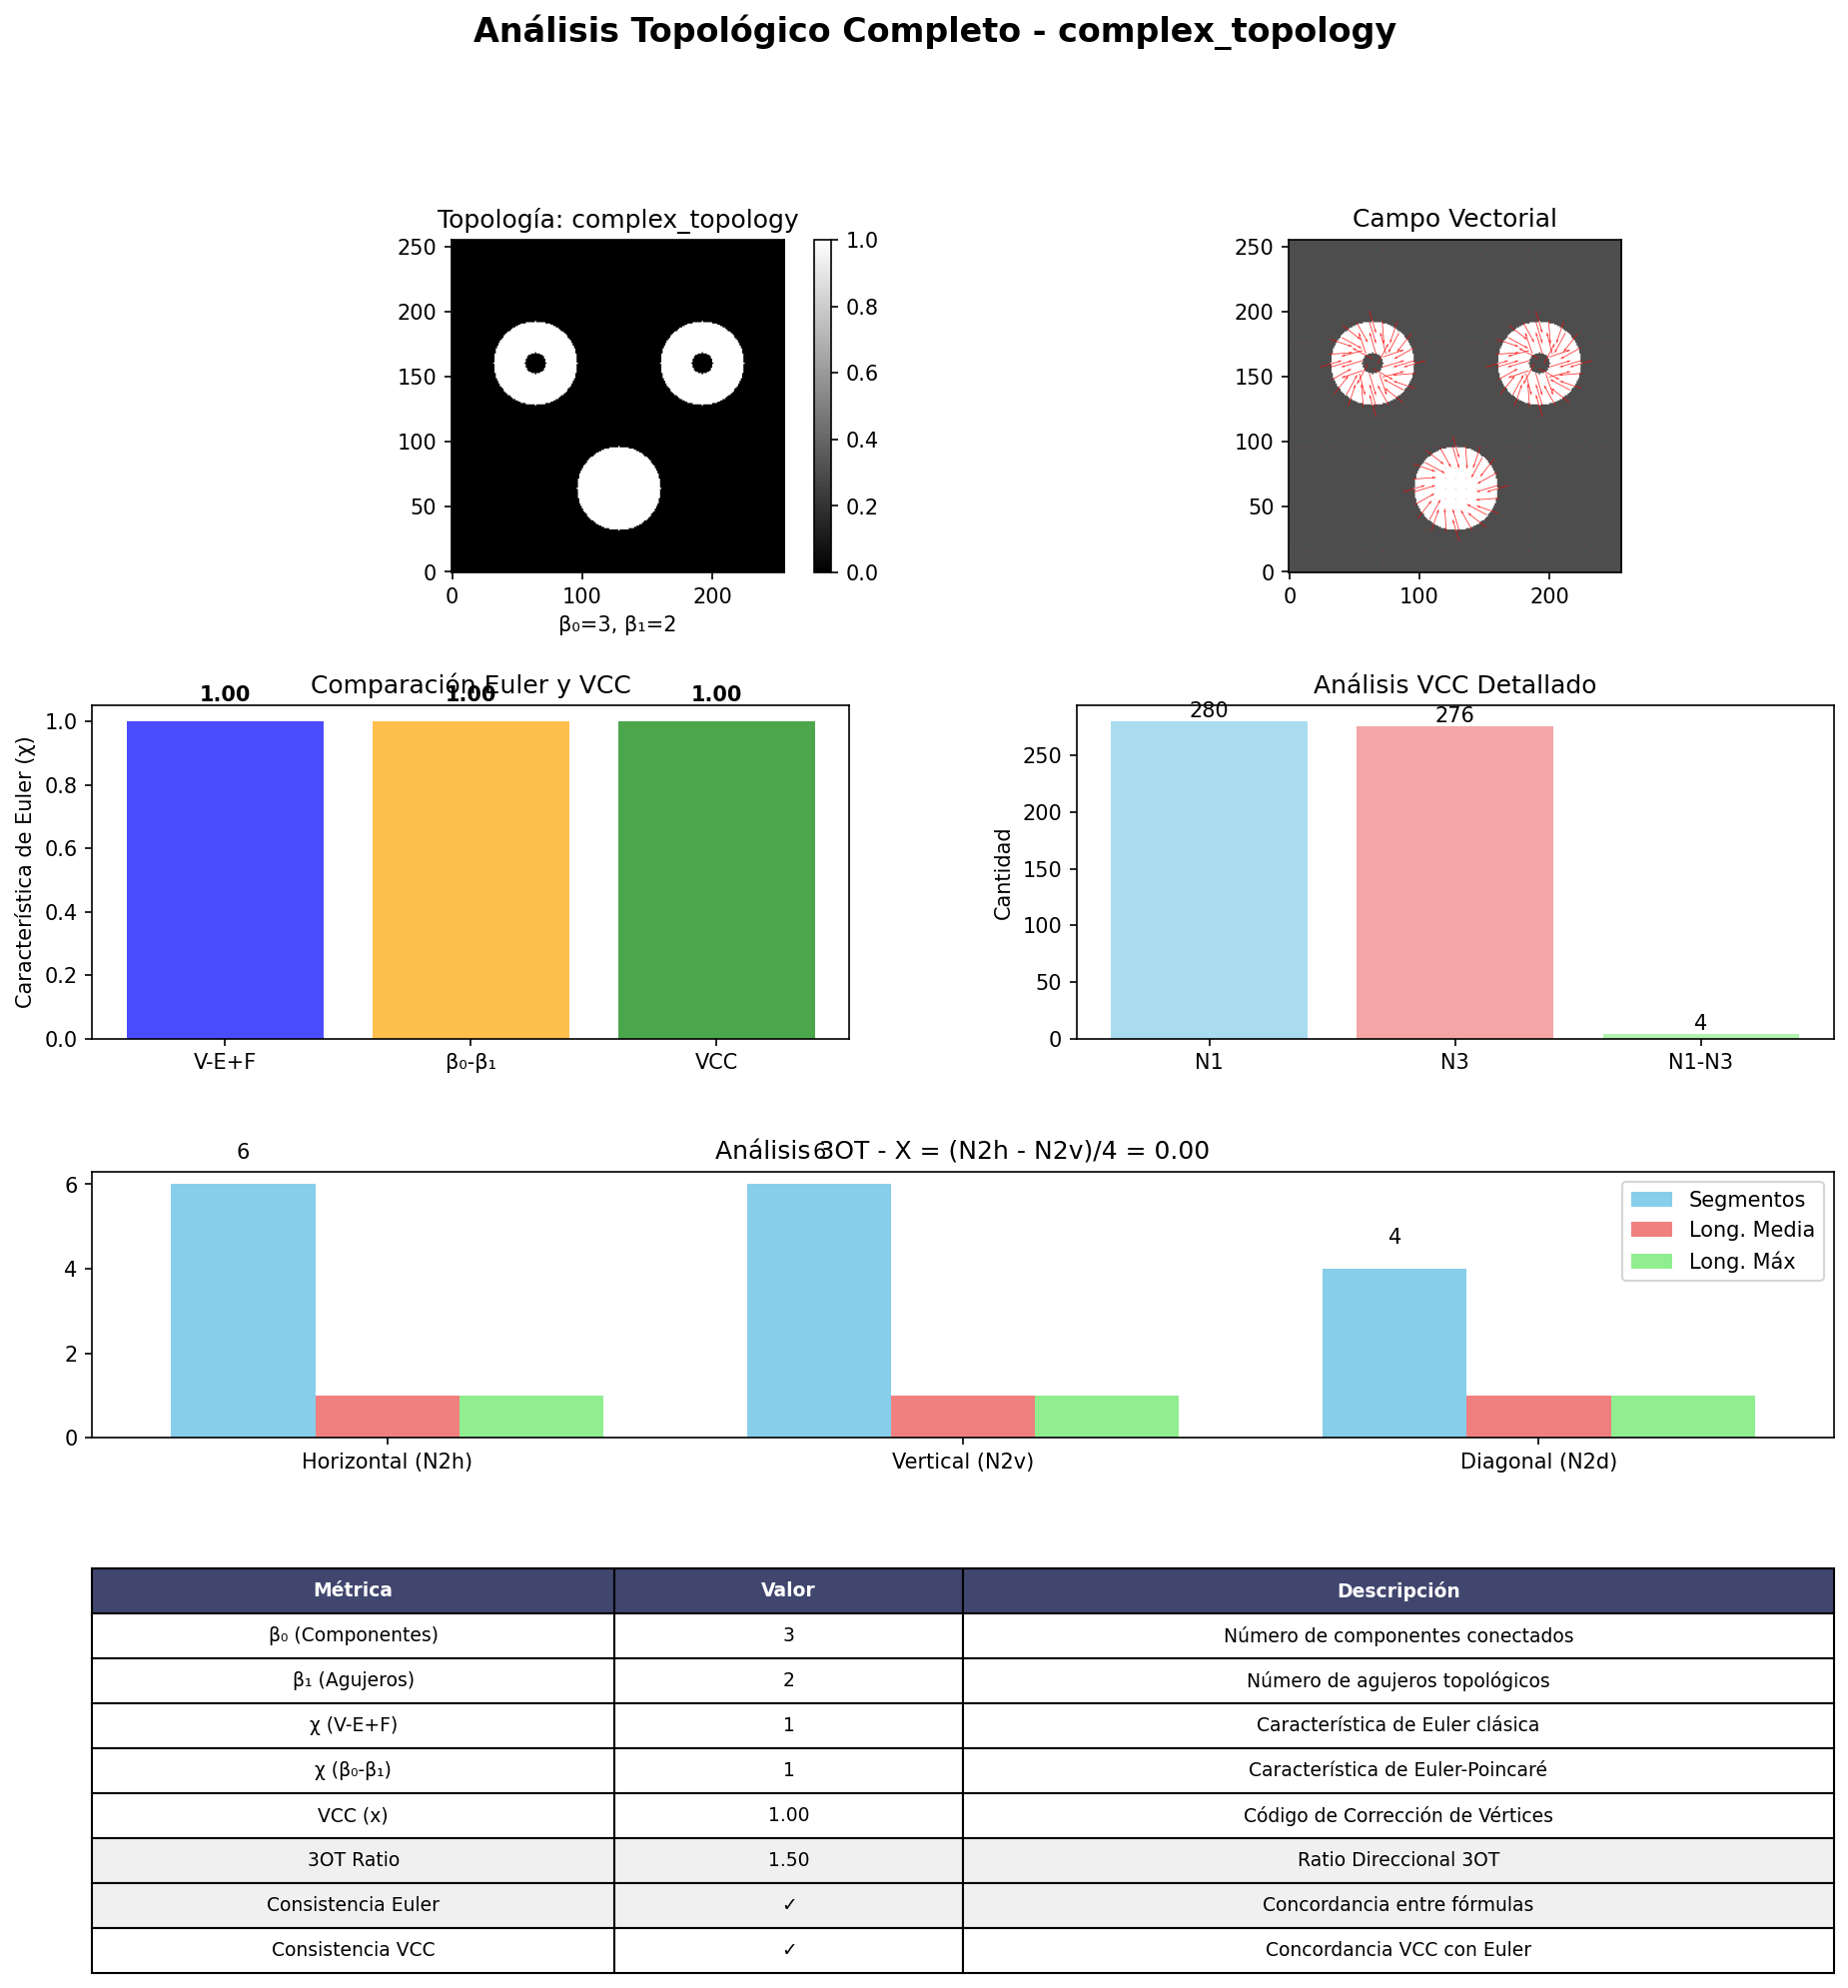 Análisis Topológico Completo - complex_topology
Topología: complex_topology
250
200
150
100
50
0
0 100 200
β₀=3, β₁=2
1.0
0.8
0.6
0.4
0.2
0.0
Campo Vectorial
250
200
150
100
50
0
0 100 200
Comparación Euler y VCC
1.00 1.00 1.00
Característica de Euler (χ)
1.0
0.8
0.6
0.4
0.2
0.0
V-E+F β₀-β₁ VCC
Análisis VCC Detallado
280 276 4
Cantidad
250
200
150
100
50
0
N1 N3 N1-N3
Análisis 3OT - X = (N2h - N2v)/4 = 0.00
6 6 4
6
4
2
0
Segmentos
Long. Media
Long. Máx
Horizontal (N2h) Vertical (N2v) Diagonal (N2d)
Métrica Valor Descripción
β₀ (Componentes) 3 Número de componentes conectados
β₁ (Agujeros) 2 Número de agujeros topológicos
χ (V-E+F) 1 Característica de Euler clásica
χ (β₀-β₁) 1 Característica de Euler-Poincaré
VCC (x) 1.00 Código de Corrección de Vértices
3OT Ratio 1.50 Ratio Direccional 3OT
Consistencia Euler ✓ Concordancia entre fórmulas
Consistencia VCC ✓ Concordancia VCC con Euler